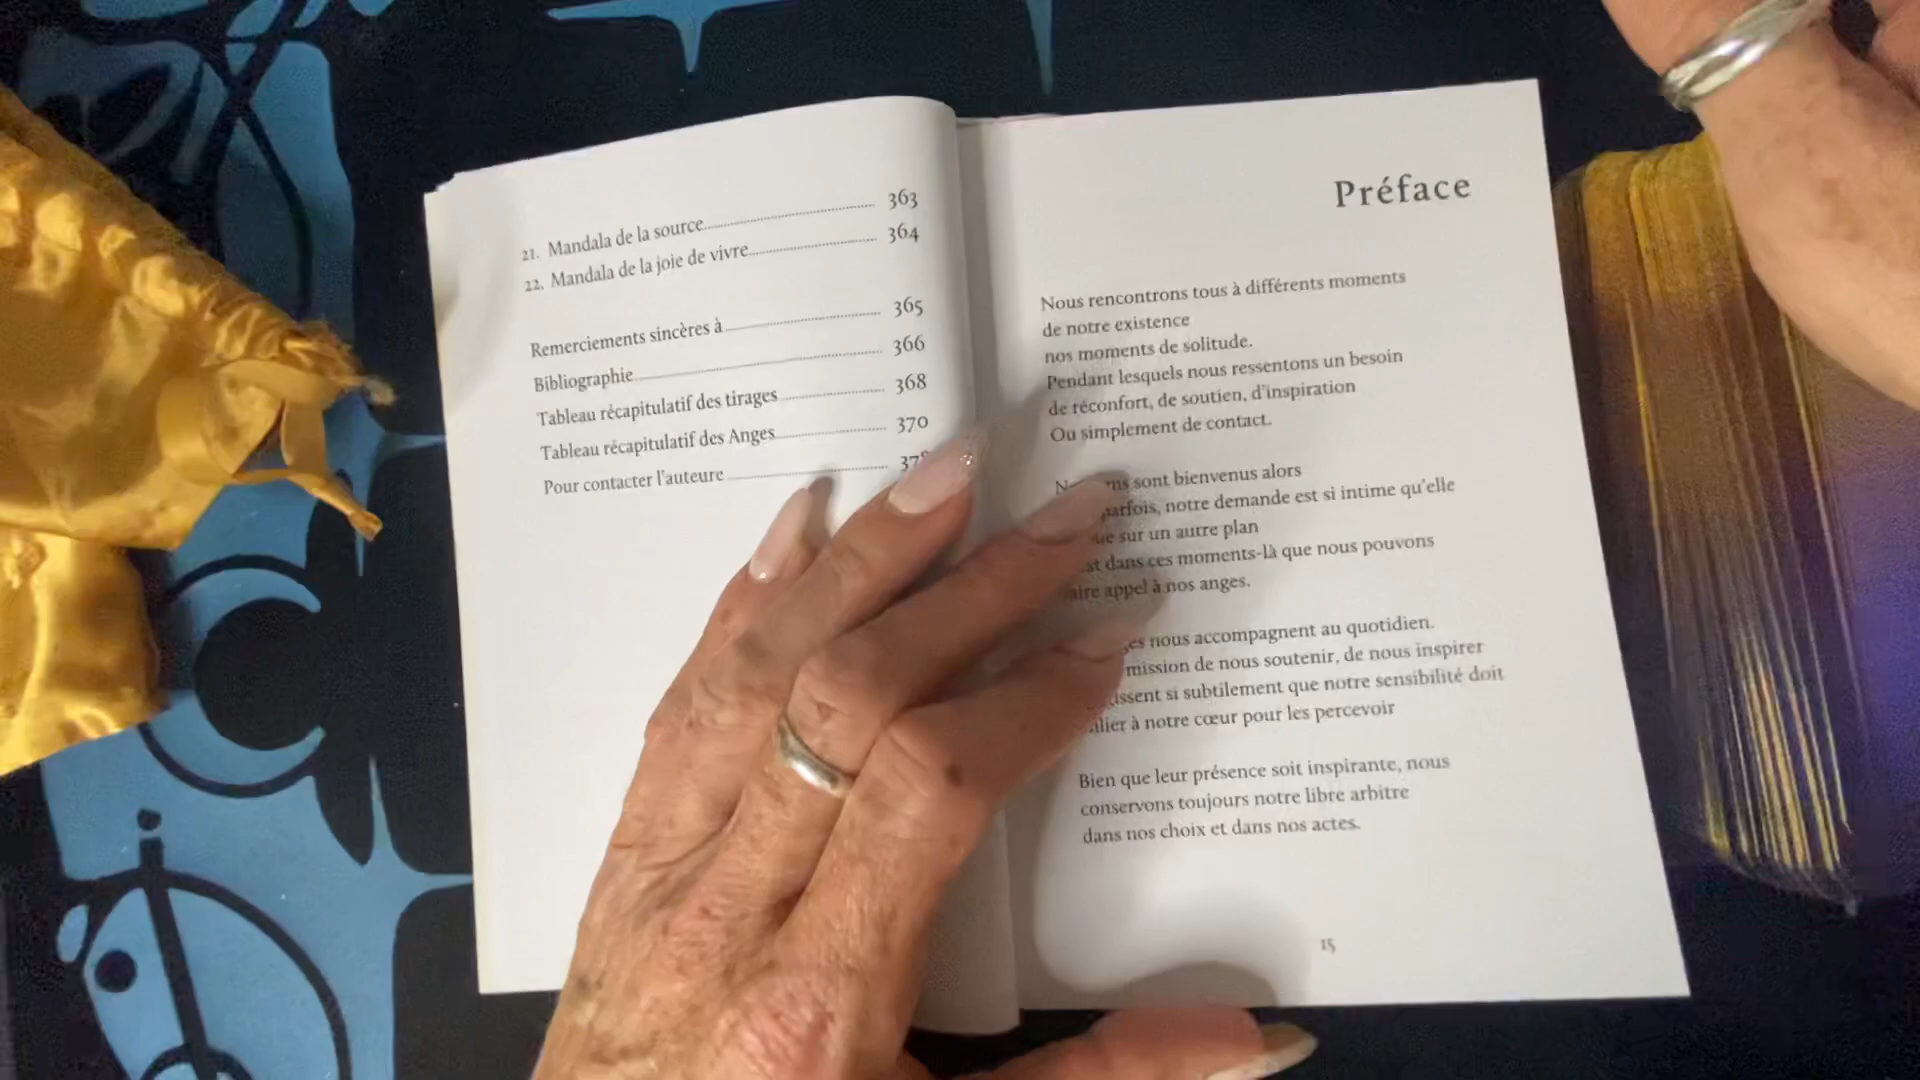 21. Mandala de la source 363
22. Mandala de la joie de vivre 364
Remerciements sincères à 365
Bibliographie 366
Tableau récapitulatif des tirages 368
Tableau récapitulatif des Anges 370
Pour contacter l'auteure
Préface
Nous rencontrons tous à différents moments
de notre existence
nos moments de solitude.
Pendant lesquels nous ressentons un besoin
de réconfort, de soutien, d'inspiration
Ou simplement de contact.
sont bienvenus alors
parfois, notre demande est si intime qu'elle
sur un autre plan
dans ces moments-là que nous pouvons
appel à nos anges.
nous accompagnent au quotidien.
mission de nous soutenir, de nous inspirer
si subtilement que notre sensibilité doit
à notre cœur pour les percevoir
Bien que leur présence soit inspirante, nous
conservons toujours notre libre arbitre
dans nos choix et dans nos actes.
15